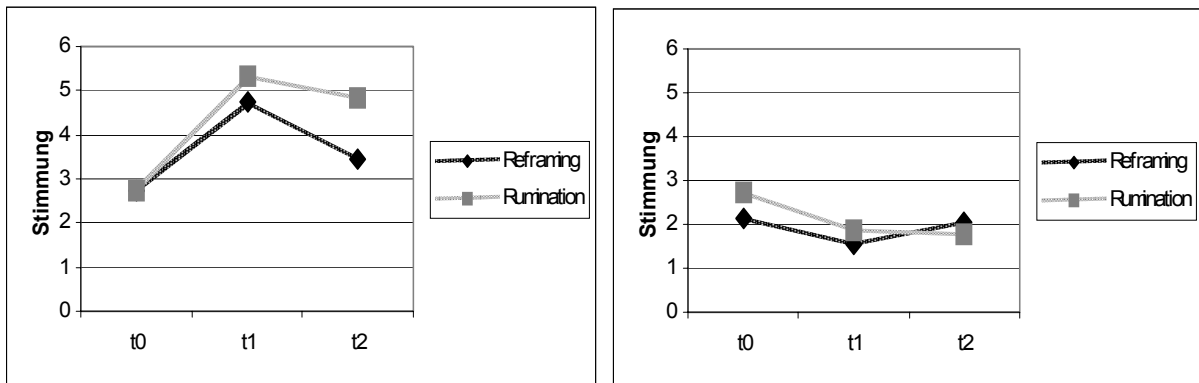 6
5
4
3
2
1
0
Stimmung
t0 t1 t2
Reframing
Rumination
6
5
4
3
2
1
0
Stimmung
t0 t1 t2
Reframing
Rumination